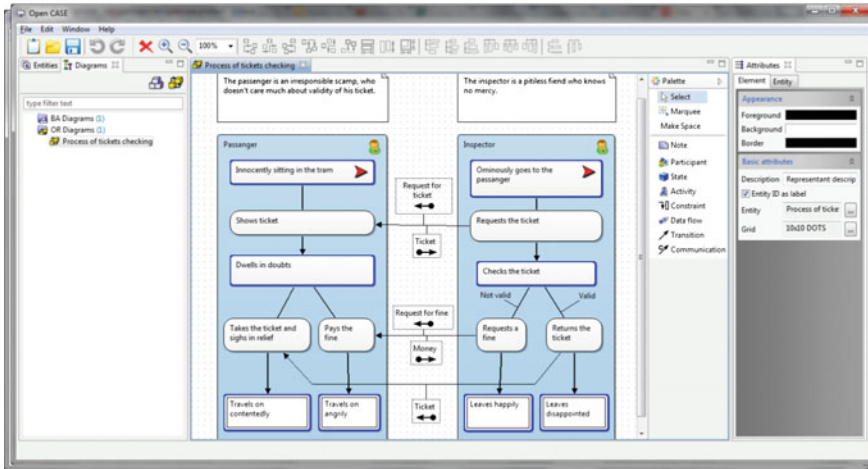 Open CASE
File Edit Window Help
100%
Entities Diagrams
type filter text
BA Diagrams (1)
OR Diagrams (1)
Process of tickets checking
Process of tickets checking
The passenger is an irresponsible scamp, who
doesn't care much about validity of his ticket.
The inspector is a pitiless fiend who knows
no mercy.
Passanger
Inspector
Innocently sitting in the tram
Ominously goes to the
passanger
Request for
ticket
Shows ticket
Requests the ticket
Ticket
Dwells in doubts
Checks the ticket
Not valid
Valid
Request for fine
Takes the ticket and
sighs in relief
Pays the
fine
Requests a
fine
Returns the
ticket
Money
Travels on
contentedly
Travels on
angrily
Ticket
Leaves happily
Leaves
disappointed
Palette
Select
Marquee
Make Space
Note
Participant
State
Activity
Constraint
Data flow
Transition
Communication
Attributes
Element Entity
Appearance
Foreground
Background
Border
Basic attributes
Description Representant descrip
Entity ID as label
Entity Process of ticke ...
Grid 10x10 DOTS ...